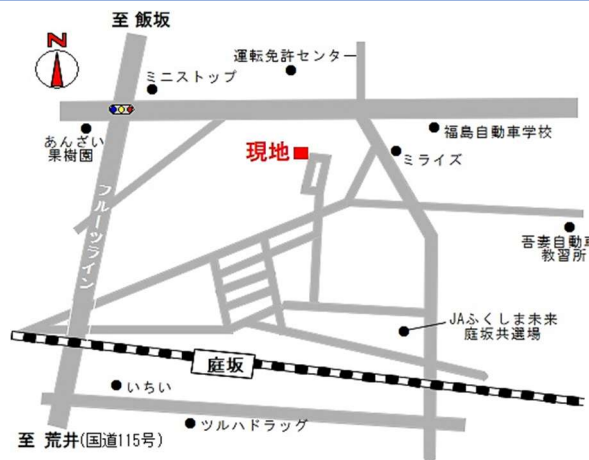 至 飯坂
N
運転免許センター
ミニストップ
あんざい
果樹園
福島自動車学校
現地
ミライズ
フルーツライン
吾妻自動車
教習所
JAふくしま未来
庭坂共選場
庭坂
いちい
ツルハドラッグ
至 荒井(国道115号)